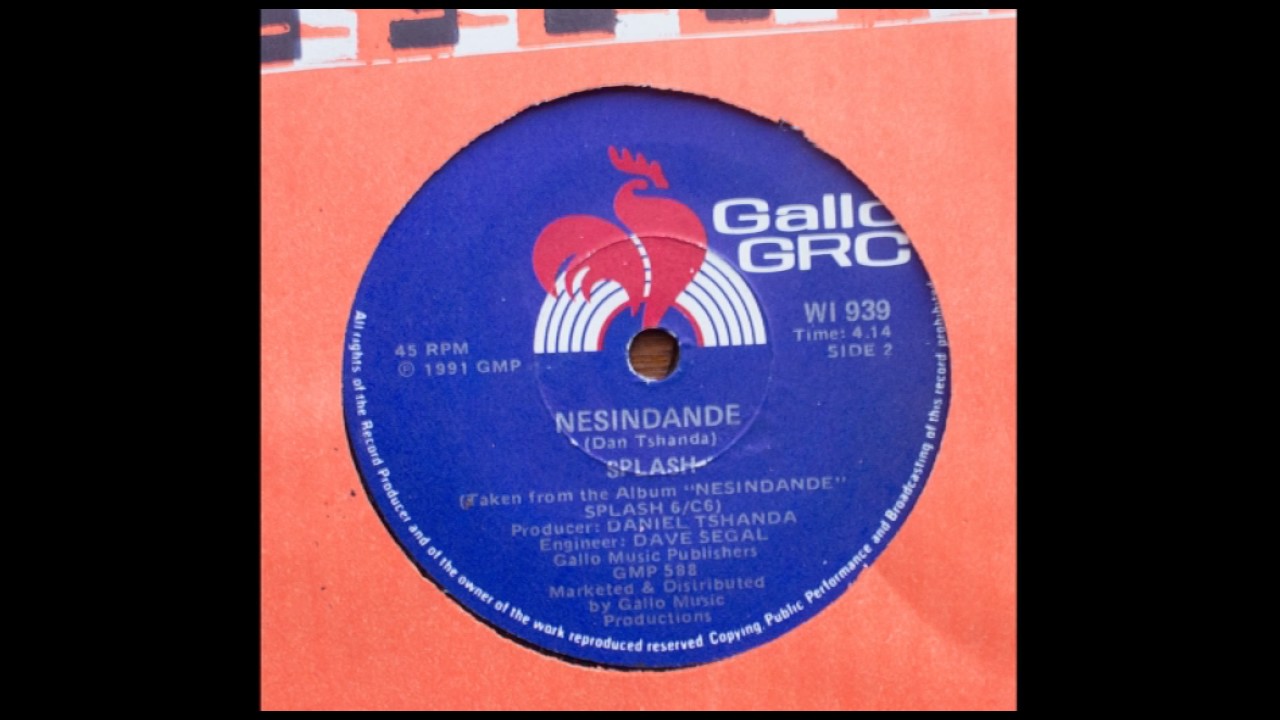 Gallo
GRC
WI 939
Time: 4.14
SIDE 2
45 RPM
℗ 1991 GMP
NESINDANDE
(Dan Tshanda)
SPLASH
(Taken from the Album "NESINDANDE"
SPLASH 6/C6)
Producer: DANIEL TSHANDA
Engineer: DAVE SEGAL
Gallo Music Publishers
GMP 588
Marketed & Distributed
by Gallo Music
Productions
All rights of the Record Producer and of the owner of the work reproduced reserved Copying, Public Performance and Broadcasting of this record prohibited